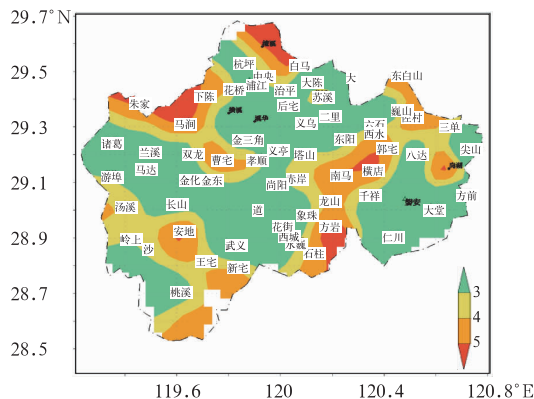 29.7°N
29.5
29.3
29.1
28.9
28.7
28.5
119.6
120
120.4
120.8°E
杭坪
白马
中央
浦江
大陈
大
东白山
治平
花桥
下陈
朱家
后宅
苏溪
巍山
二里
马涧
义乌
六石
西水
三单
东阳
诸葛
金三角
兰溪
双龙
曹宅
孝顺
义亭
塔山
郭宅
八达
尖山
横店
马达
游埠
金化
金东
尚阳
赤岸
南马
千祥
方前
汤溪
长山
道
象珠
龙山
大堂
安地
花街
方岩
西城
岭上
沙
武义
仁川
石柱
王宅
新宅
桃溪
磐安
3
4
5